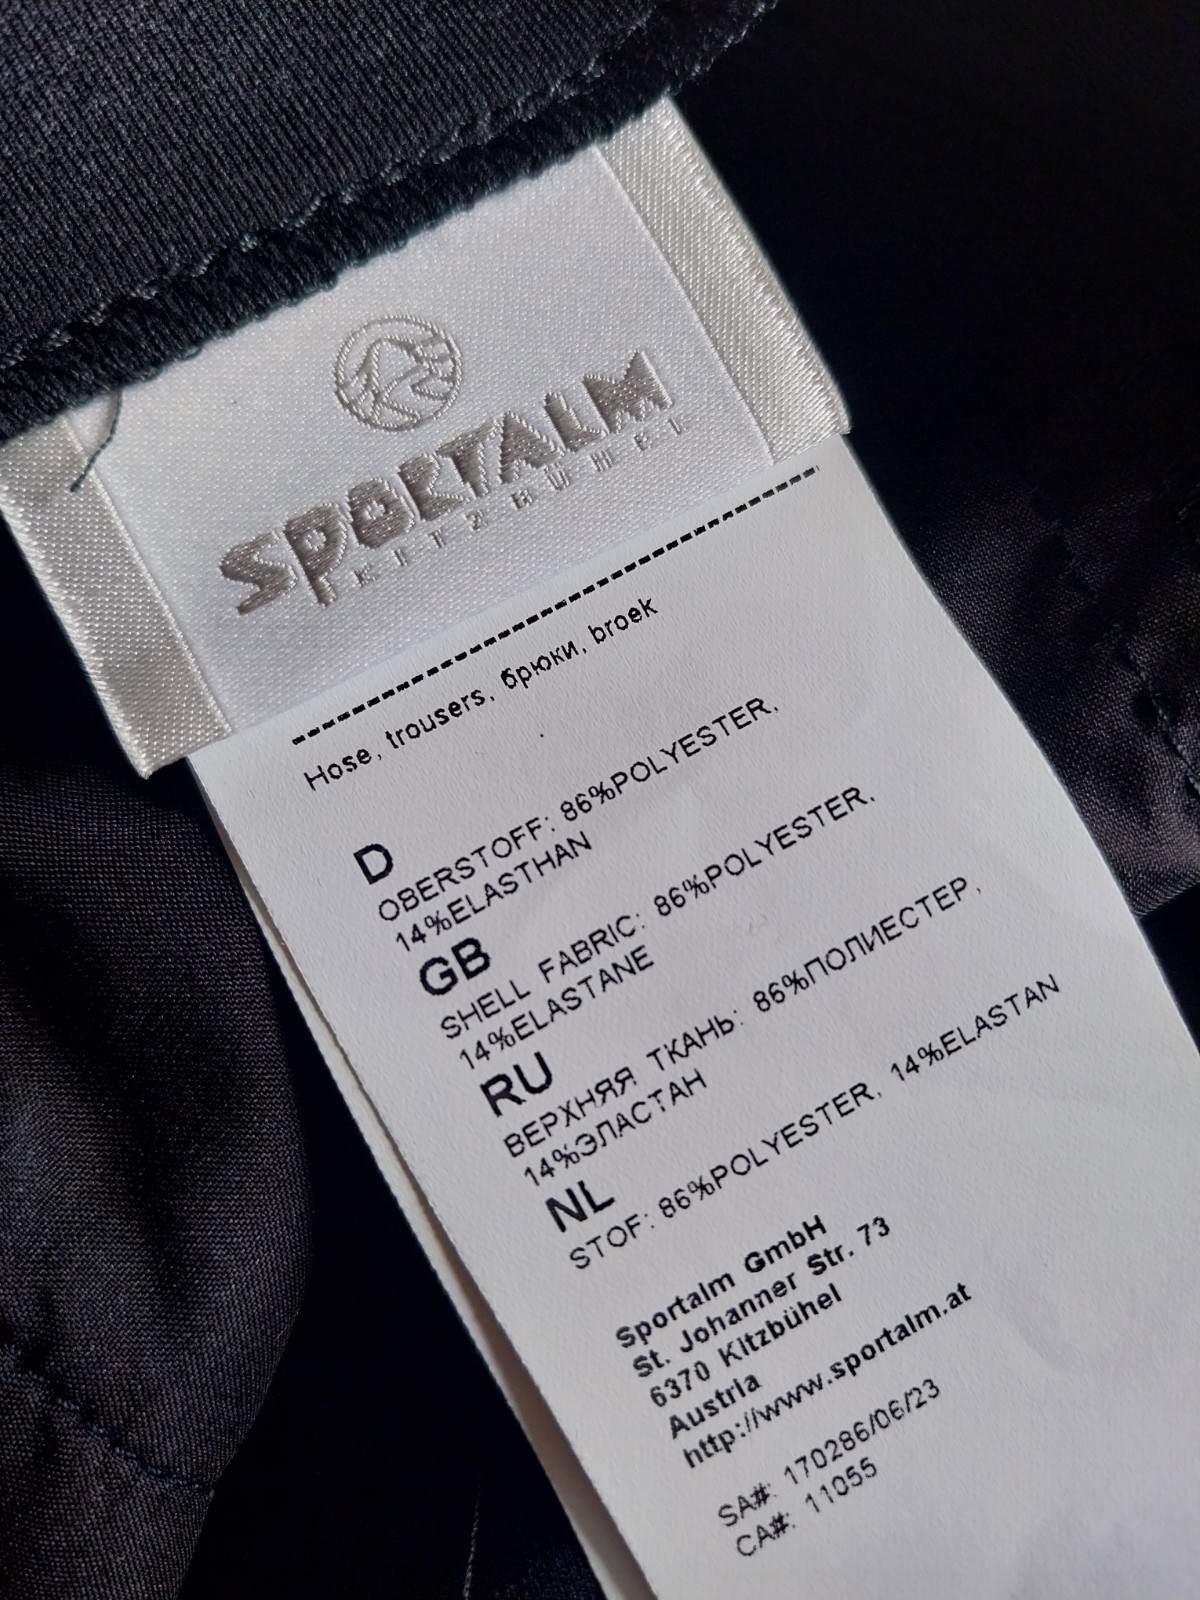 SPORTALM
KITZBÜHEL
Hose, trousers, брюки, broek
D
OBERSTOFF: 86%POLYESTER,
14%ELASTHAN
GB
SHELL FABRIC: 86%POLYESTER,
14%ELASTANE
RU
ВЕРХНЯЯ ТКАНЬ: 86%ПОЛИЕСТЕР,
14%ЭЛАСТАН
NL
STOF: 86%POLYESTER, 14%ELASTAN
Sportalm GmbH
St. Johanner Str. 73
6370 Kitzbühel
Austria
http://www.sportalm.at
SA#: 170286/06/23
CA#: 11055